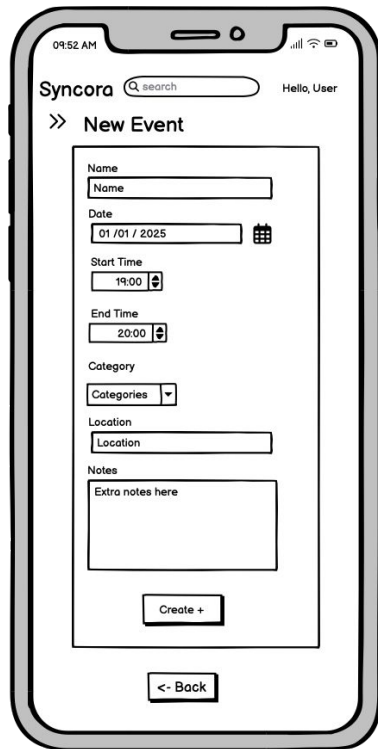 09:52 AM
Syncora search Hello, User
>> New Event
Name
Name
Date
01 /01 / 2025
Start Time
19:00
End Time
20:00
Category
Categories
Location
Location
Notes
Extra notes here
Create +
<- Back